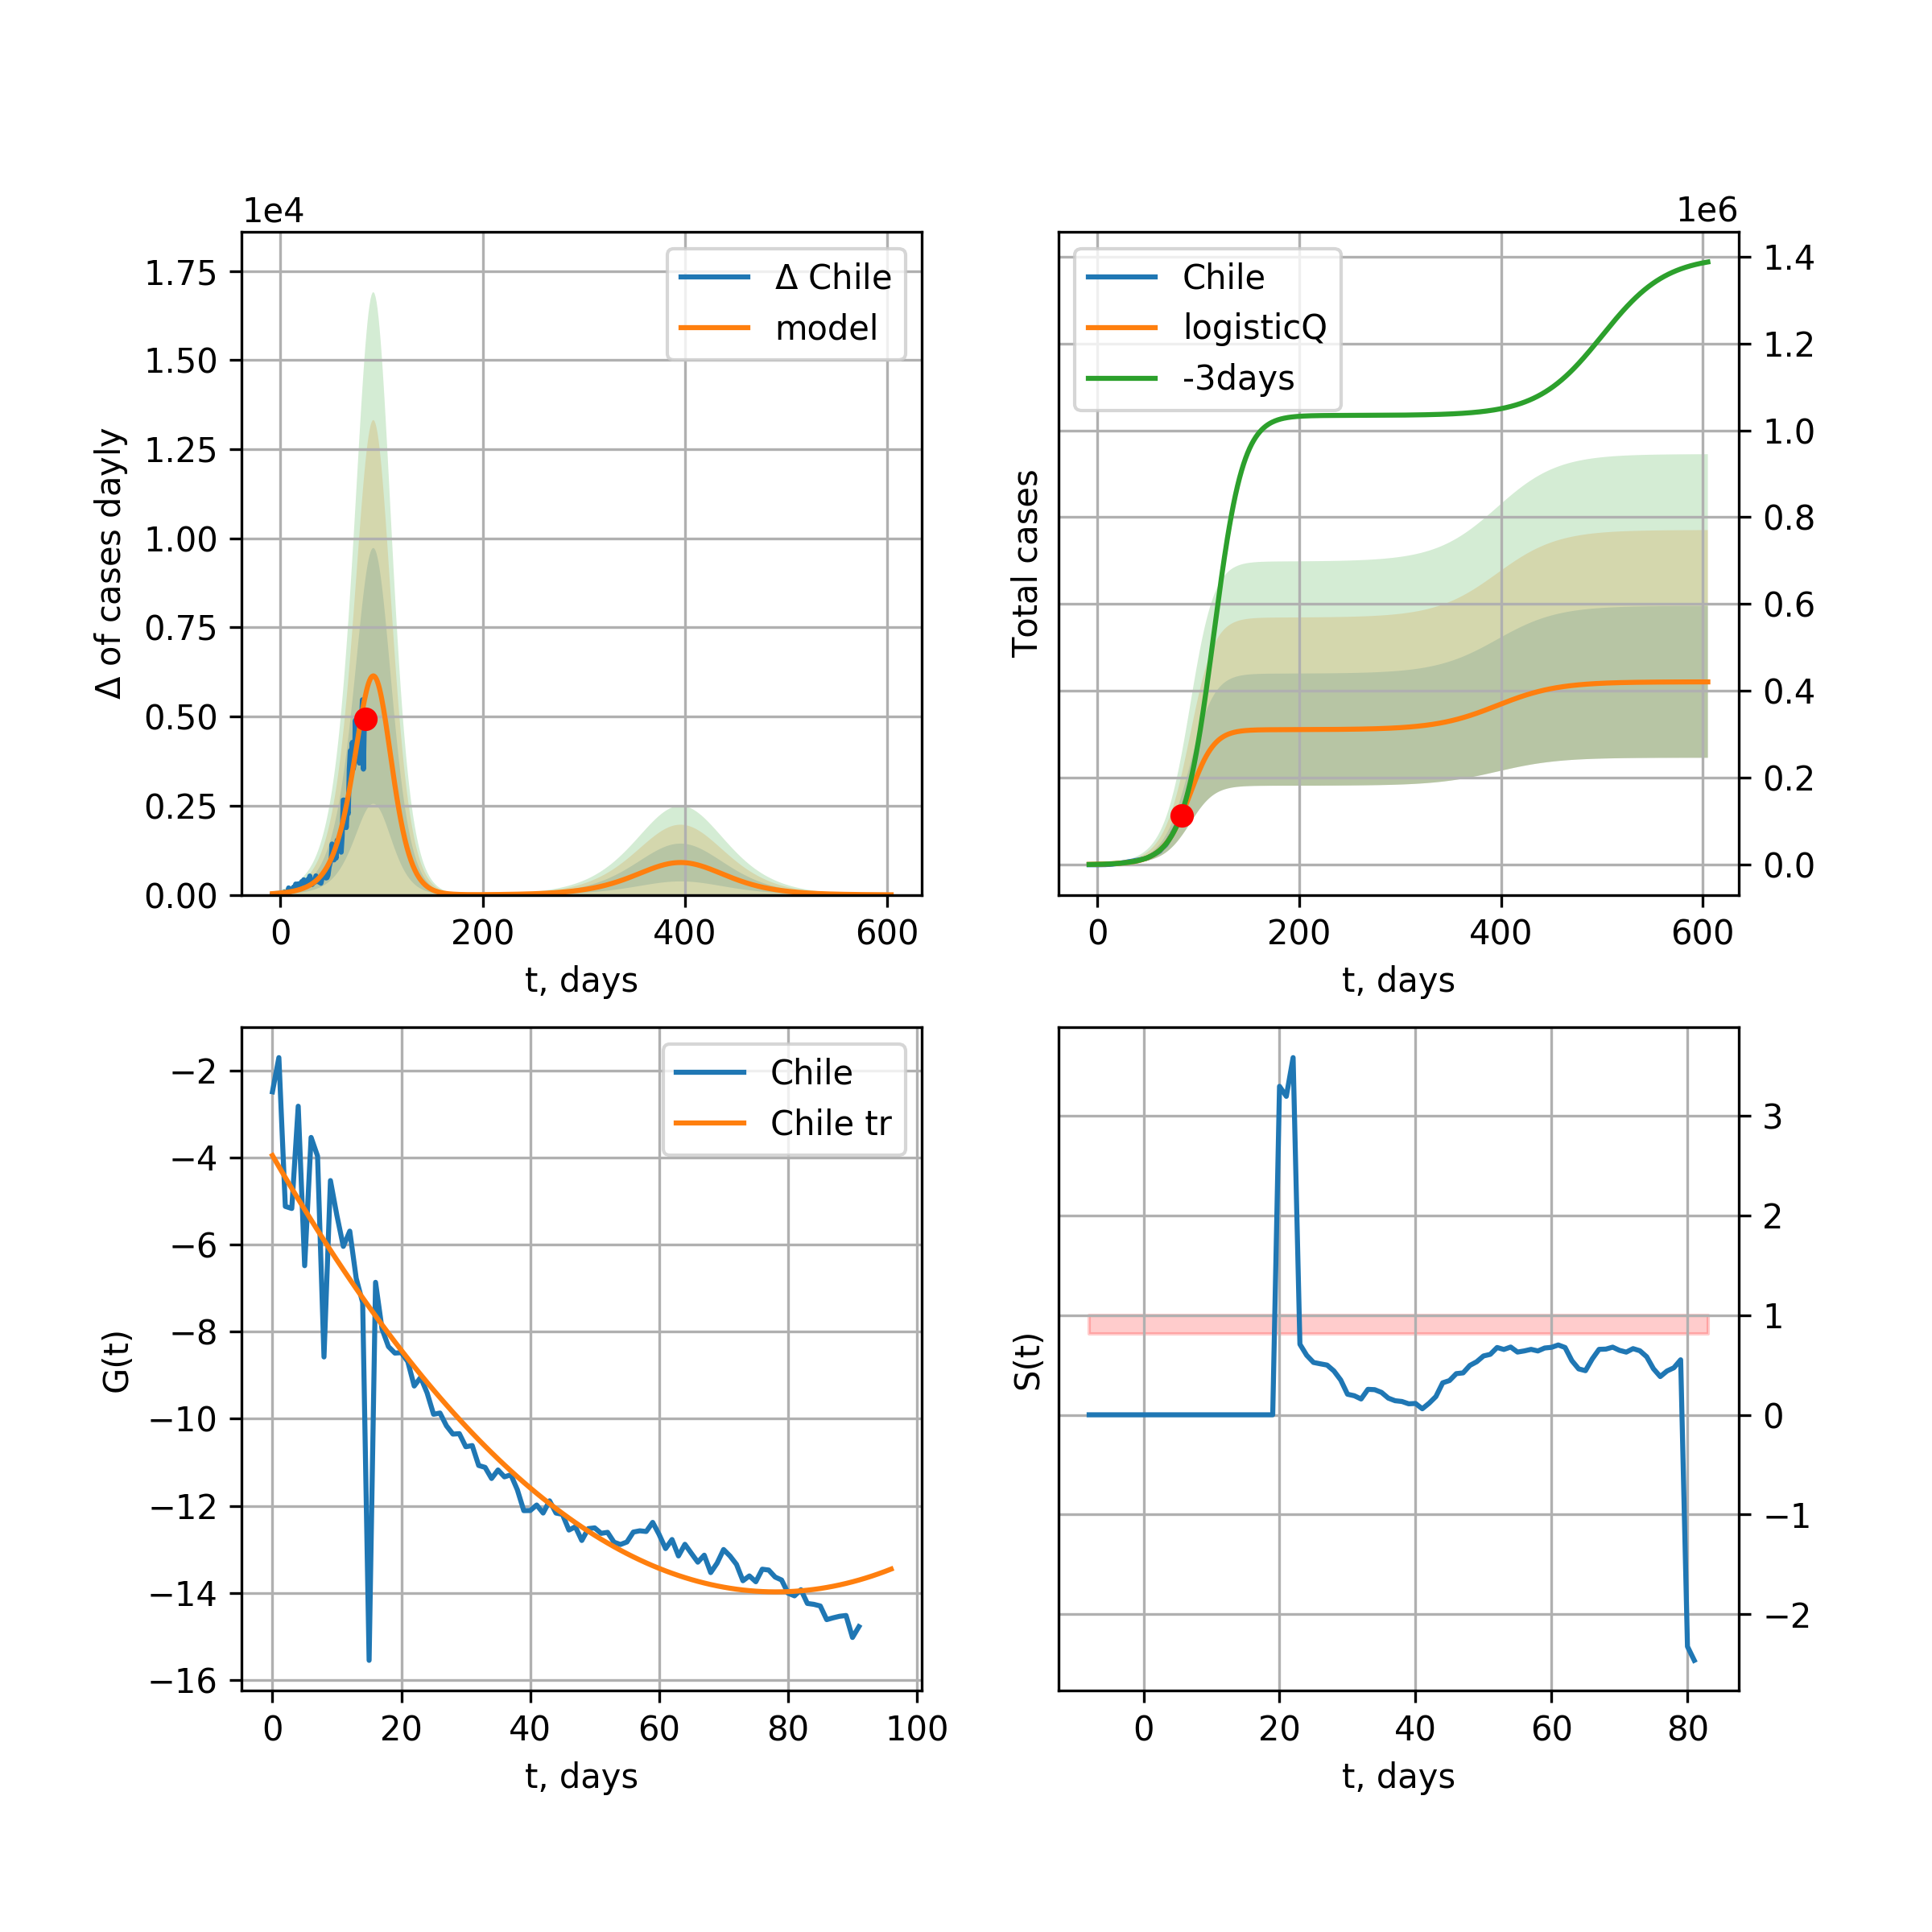 1e4
Δ of cases dayly
1.75
1.50
1.25
1.00
0.75
0.50
0.25
0.00
0 200 400 600
t, days
Δ Chile
model
1e6
Total cases
Chile
logisticQ
-3days
1.4
1.2
1.0
0.8
0.6
0.4
0.2
0.0
0 200 400 600
t, days
G(t)
−2
−4
−6
−8
−10
−12
−14
−16
0 20 40 60 80 100
t, days
Chile
Chile tr
S(t)
3
2
1
0
−1
−2
0 20 40 60 80
t, days